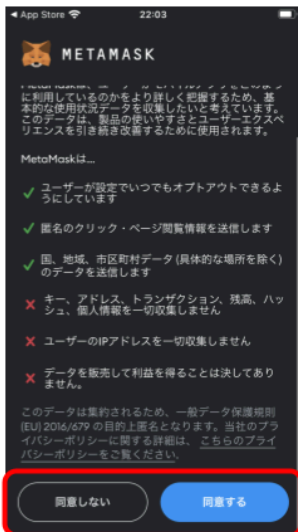 App Store
22:03
METAMASK
に利用しているのかをより詳しく把握するため、基
本的な使用状況データを収集したいと考えています。
このデータは、製品の使いやすさとユーザーエクスペ
リエンスを引き続き改善するために使用されます。
MetaMaskは...
ユーザーが設定でいつでもオプトアウトできるよ
うにしています
匿名のクリック・ページ閲覧情報を送信します
国、地域、市区町村データ (具体的な場所を除く)
のデータを送信します
キー、アドレス、トランザクション、残高、ハッ
シュ、個人情報を一切収集しません
ユーザーのIPアドレスを一切収集しません
データを販売して利益を得ることは決してあり
ません。
このデータは集約されるため、一般データ保護規則
(EU) 2016/679 の目的上匿名となります。当社のプラ
イバシーポリシーに関する詳細は、 こちらのプライ
バシーポリシーをご覧ください.
同意しない
同意する